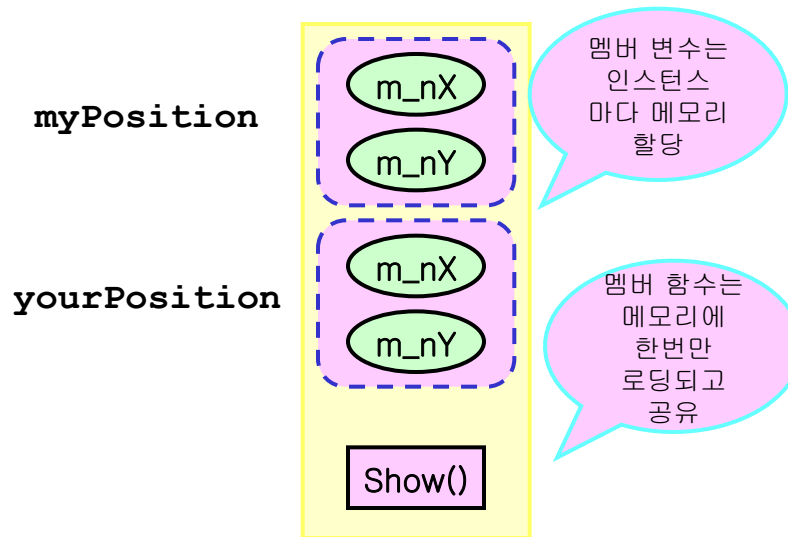 myPosition
m_nX
m_nY
멤버 변수는
인스턴스
마다 메모리
할당
yourPosition
m_nX
m_nY
멤버 함수는
메모리에
한번만
로딩되고
공유
Show()